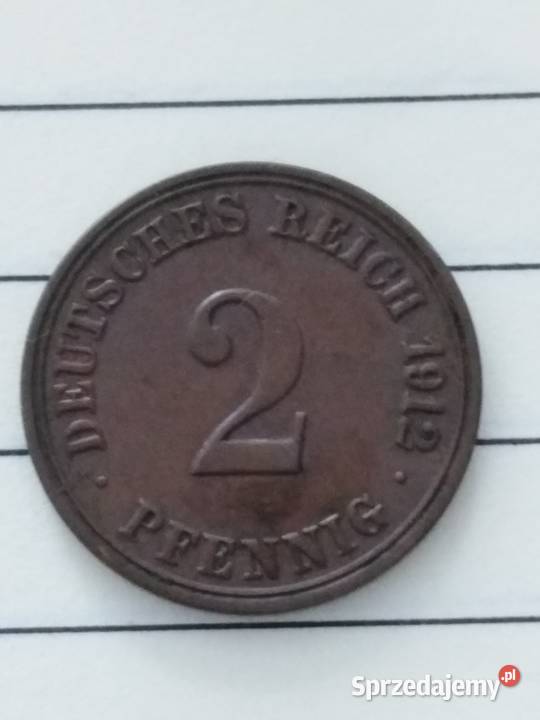 DEUTSCHES REICH 1912
2
PFENNIG
Sprzedajemy.pl